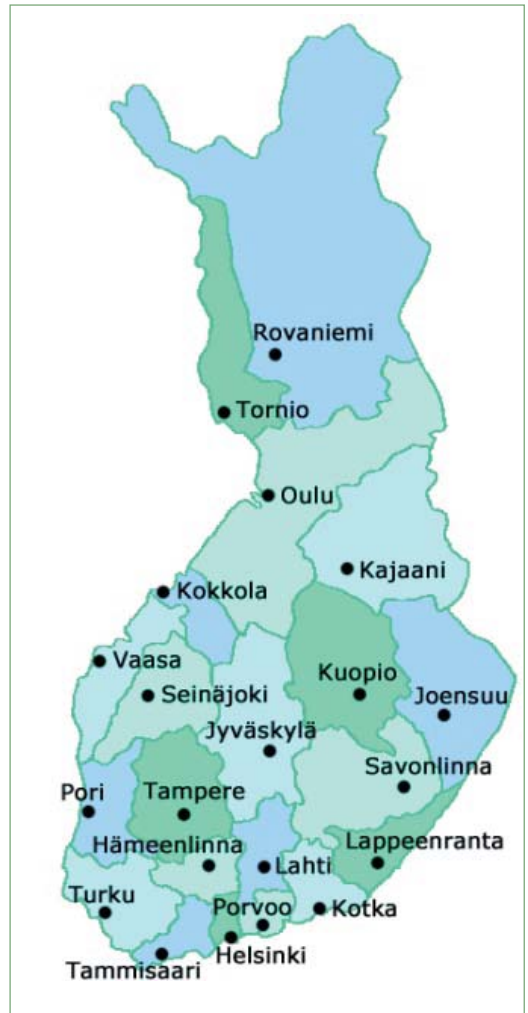 Rovaniemi
Tornio
Oulu
Kajaani
Kokkola
Vaasa
Kuopio
Seinäjoki
Joensuu
Jyväskylä
Savonlinna
Pori
Tampere
Lappeenranta
Hämeenlinna
Lahti
Turku
Porvoo
Kotka
Helsinki
Tammisaari